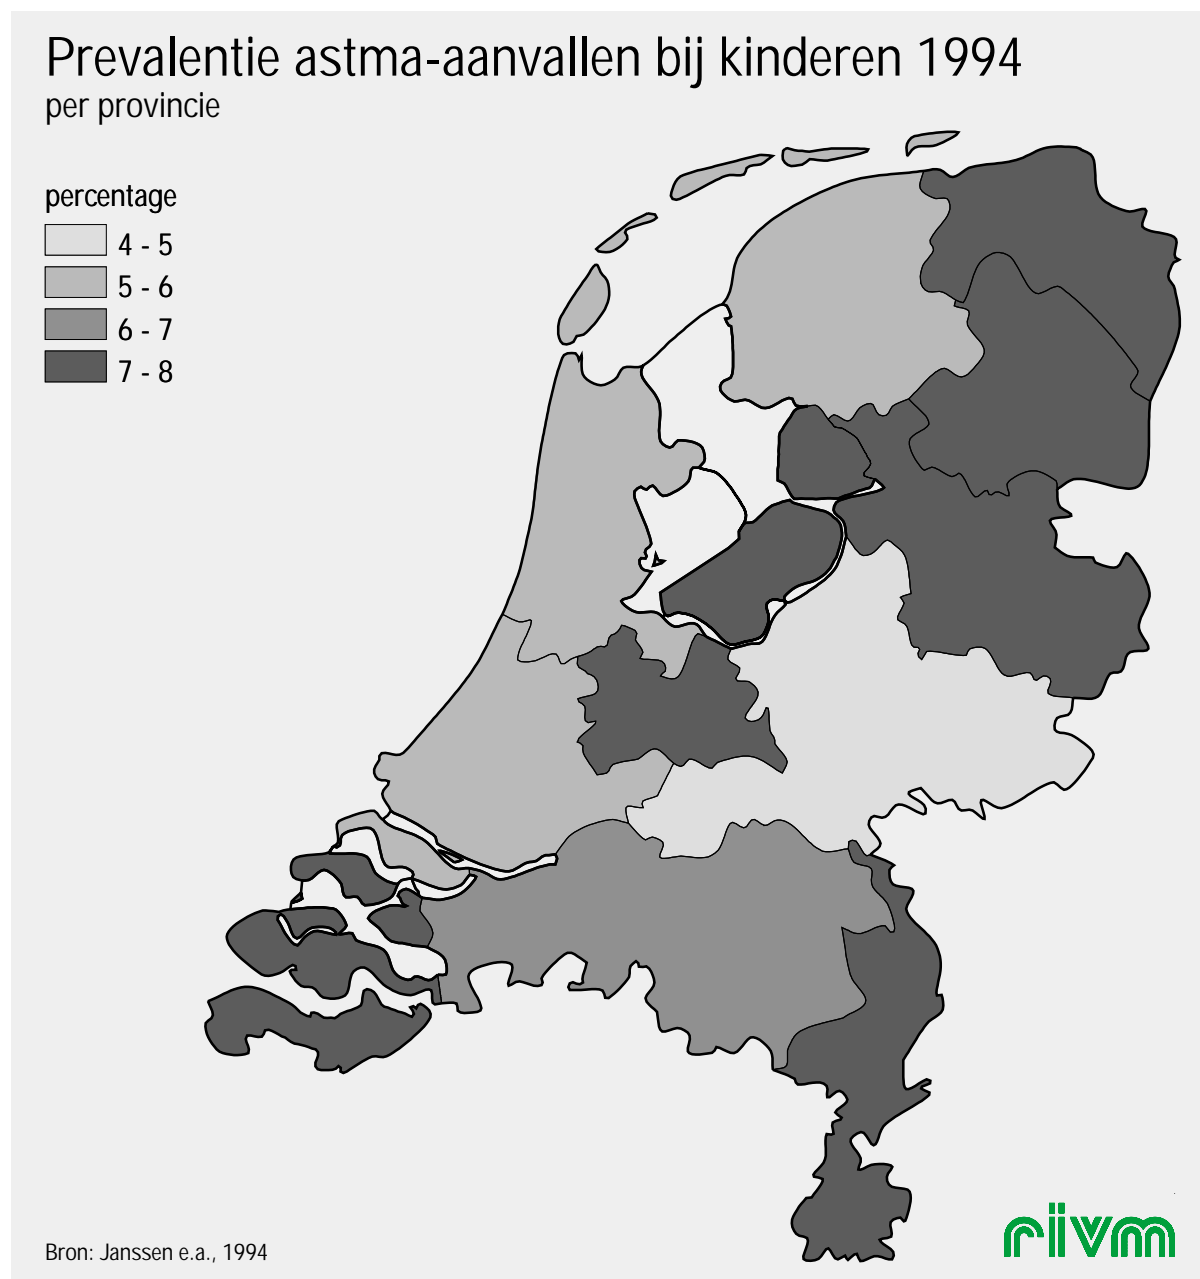 Prevalentie astma-aanvallen bij kinderen 1994
per provincie
percentage
4 - 5
5 - 6
6 - 7
7 - 8
Bron: Janssen e.a., 1994
rivm